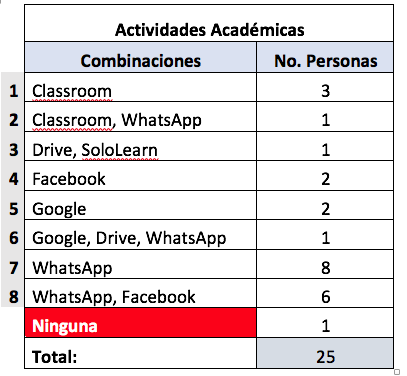 Actividades Académicas
Combinaciones No. Personas
1 Classroom 3
2 Classroom, WhatsApp 1
3 Drive, SoloLearn 1
4 Facebook 2
5 Google 2
6 Google, Drive, WhatsApp 1
7 WhatsApp 8
8 WhatsApp, Facebook 6
Ninguna 1
Total: 25